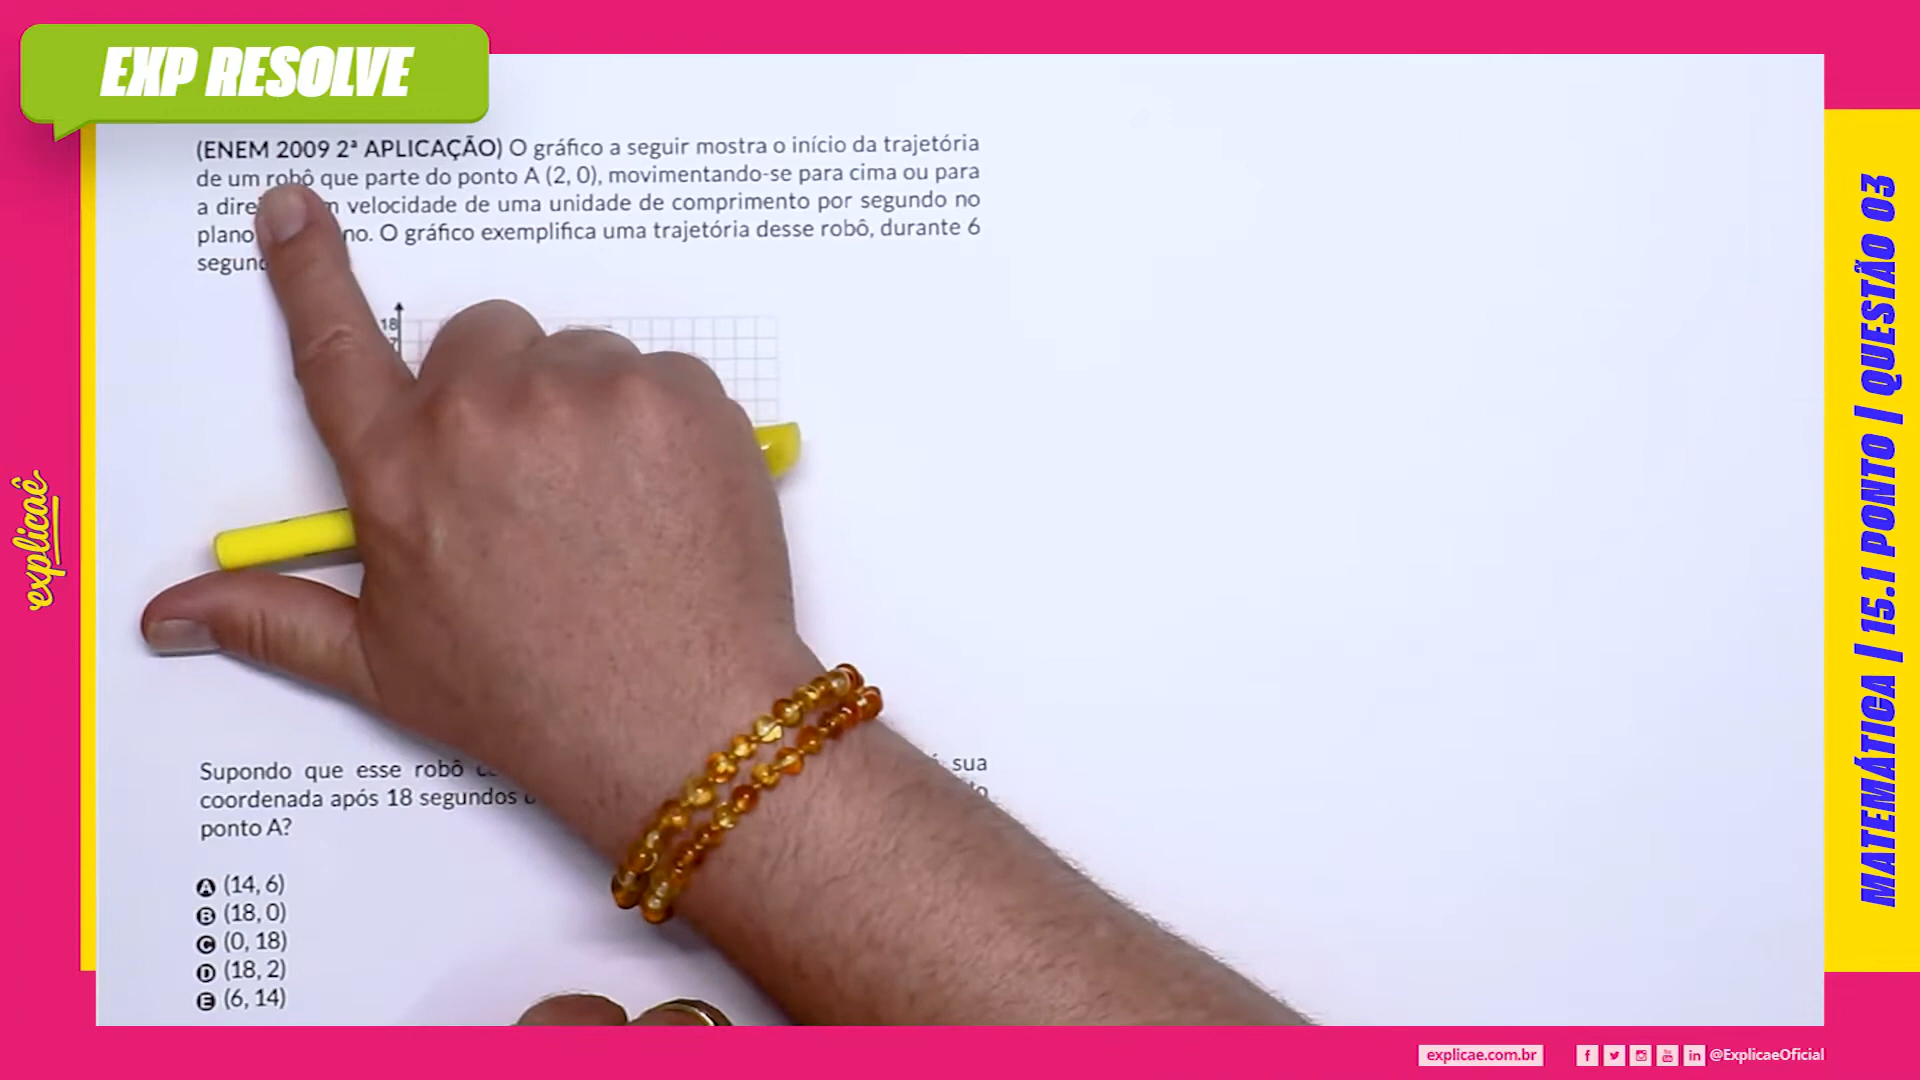 EXP RESOLVE
(ENEM 2009 2ª APLICAÇÃO) O gráfico a seguir mostra o início da trajetória
de um robô que parte do ponto A (2, 0), movimentando-se para cima ou para
a velocidade de uma unidade de comprimento por segundo no
plano O gráfico exemplifica uma trajetória desse robô, durante 6
18
Supondo que esse robô sua
coordenada após 18 segundos
ponto A?
A (14, 6)
B (18, 0)
C (0, 18)
D (18, 2)
E (6, 14)
explicaê
MATEMÁTICA | 15.1 PONTO | QUESTÃO 03
explicae.com.br
@ExplicaeOficial